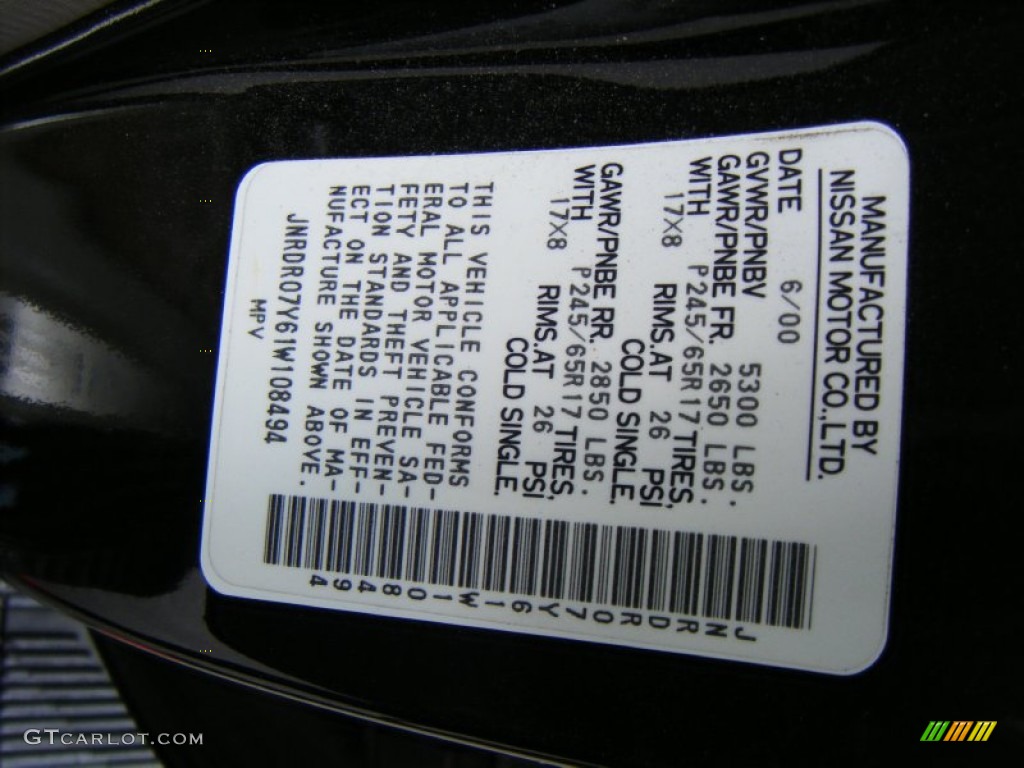 MANUFACTURED BY
NISSAN MOTOR CO.,LTD.
DATE 6/00
GVWR/PNBV 5300 LBS.
GAWR/PNBE FR. 2650 LBS.
WITH P245/65R17 TIRES,
17X8 RIMS.AT 26 PSI
COLD SINGLE.
GAWR/PNBE RR. 2850 LBS.
WITH P245/65R17 TIRES,
17X8 RIMS.AT 26 PSI
COLD SINGLE.
THIS VEHICLE CONFORMS
TO ALL APPLICABLE FED-
ERAL MOTOR VEHICLE SA-
FETY AND THEFT PREVEN-
TION STANDARDS IN EFF-
ECT ON THE DATE OF MA-
NUFACTURE SHOWN ABOVE.
JNRDR07Y61W108494
MPV
JNRDR07Y61W108494
GTCARLOT.COM